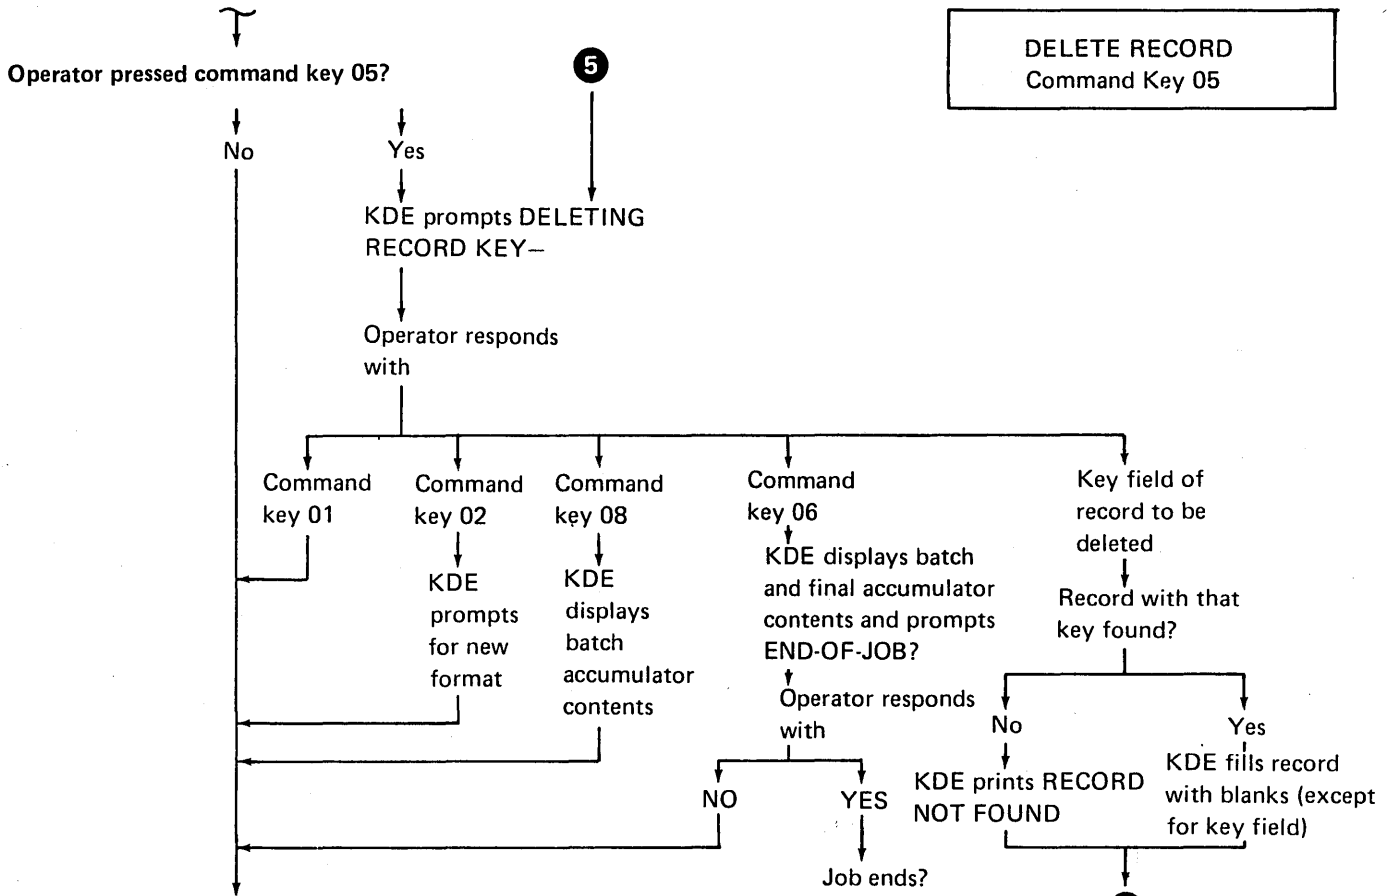 DELETE RECORD
Command Key 05
Operator pressed command key 05?
5
No
Yes
KDE prompts DELETING
RECORD KEY—
Operator responds
with
Command
key 01
Command
key 02
KDE
prompts
for new
format
Command
key 08
KDE
displays
batch
accumulator
contents
Command
key 06
KDE displays batch
and final accumulator
contents and prompts
END-OF-JOB?
Operator responds
with
NO
YES
Job ends?
Key field of
record to be
deleted
Record with that
key found?
No
KDE prints RECORD
NOT FOUND
Yes
KDE fills record
with blanks (except
for key field)